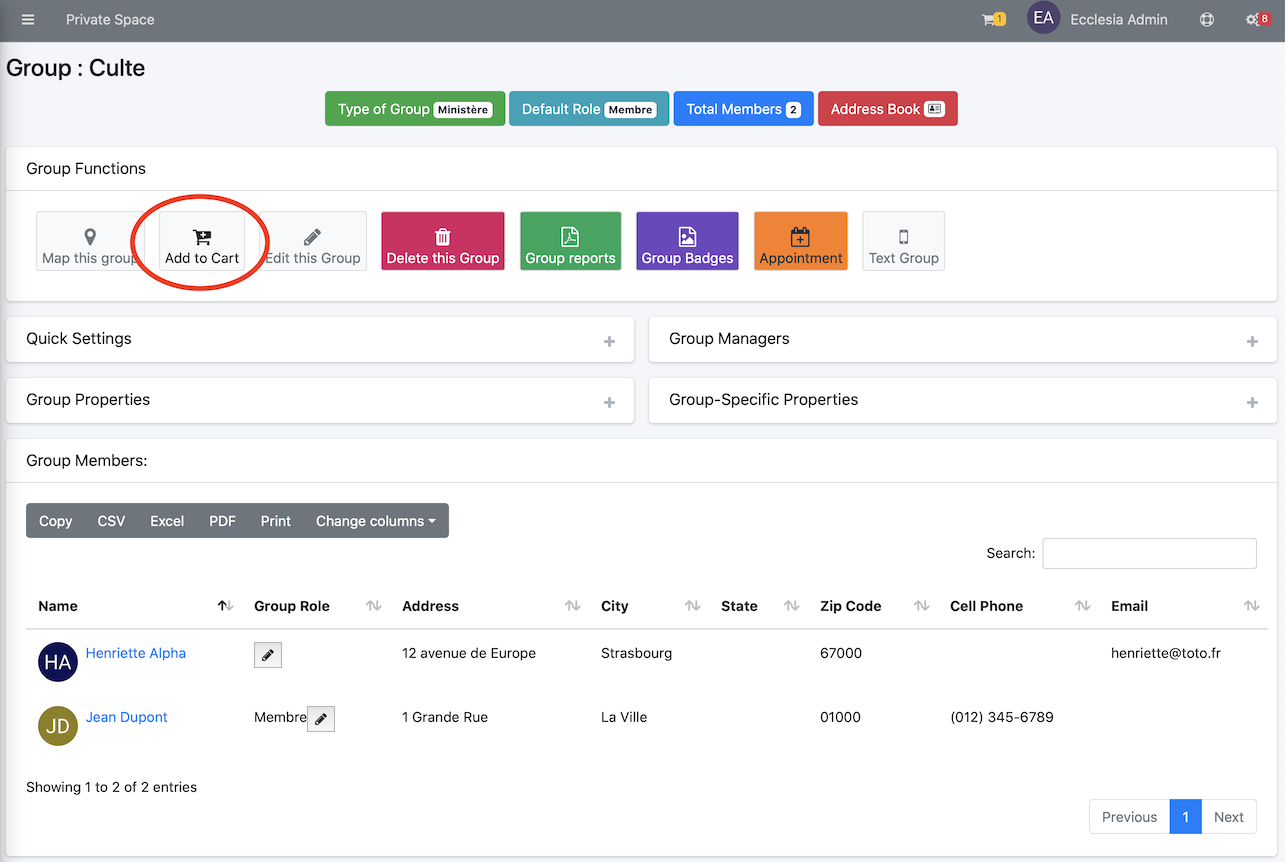 Private Space 1 EA Ecclesia Admin 8
Group : Culte
Type of Group Ministère Default Role Membre Total Members 2 Address Book
Group Functions
Map this group Add to Cart Edit this Group Delete this Group Group reports Group Badges Appointment Text Group
Quick Settings + Group Managers +
Group Properties + Group-Specific Properties +
Group Members:
Copy CSV Excel PDF Print Change columns
Search:
Name Group Role Address City State Zip Code Cell Phone Email
HA Henriette Alpha 12 avenue de Europe Strasbourg 67000 henriette@toto.fr
JD Jean Dupont Membre 1 Grande Rue La Ville 01000 (012) 345-6789
Showing 1 to 2 of 2 entries
Previous 1 Next